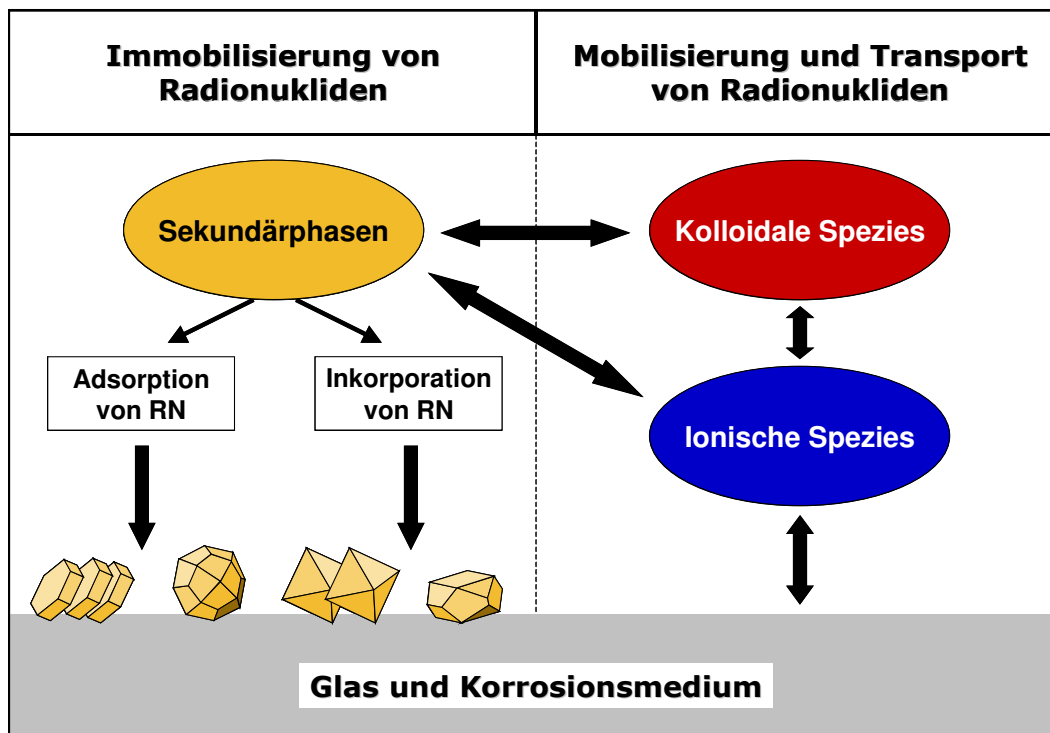 Immobilisierung von
Radionukliden
Mobilisierung und Transport
von Radionukliden
Sekundärphasen
Kolloidale Spezies
Adsorption
von RN
Inkorporation
von RN
Ionische Spezies
Glas und Korrosionsmedium